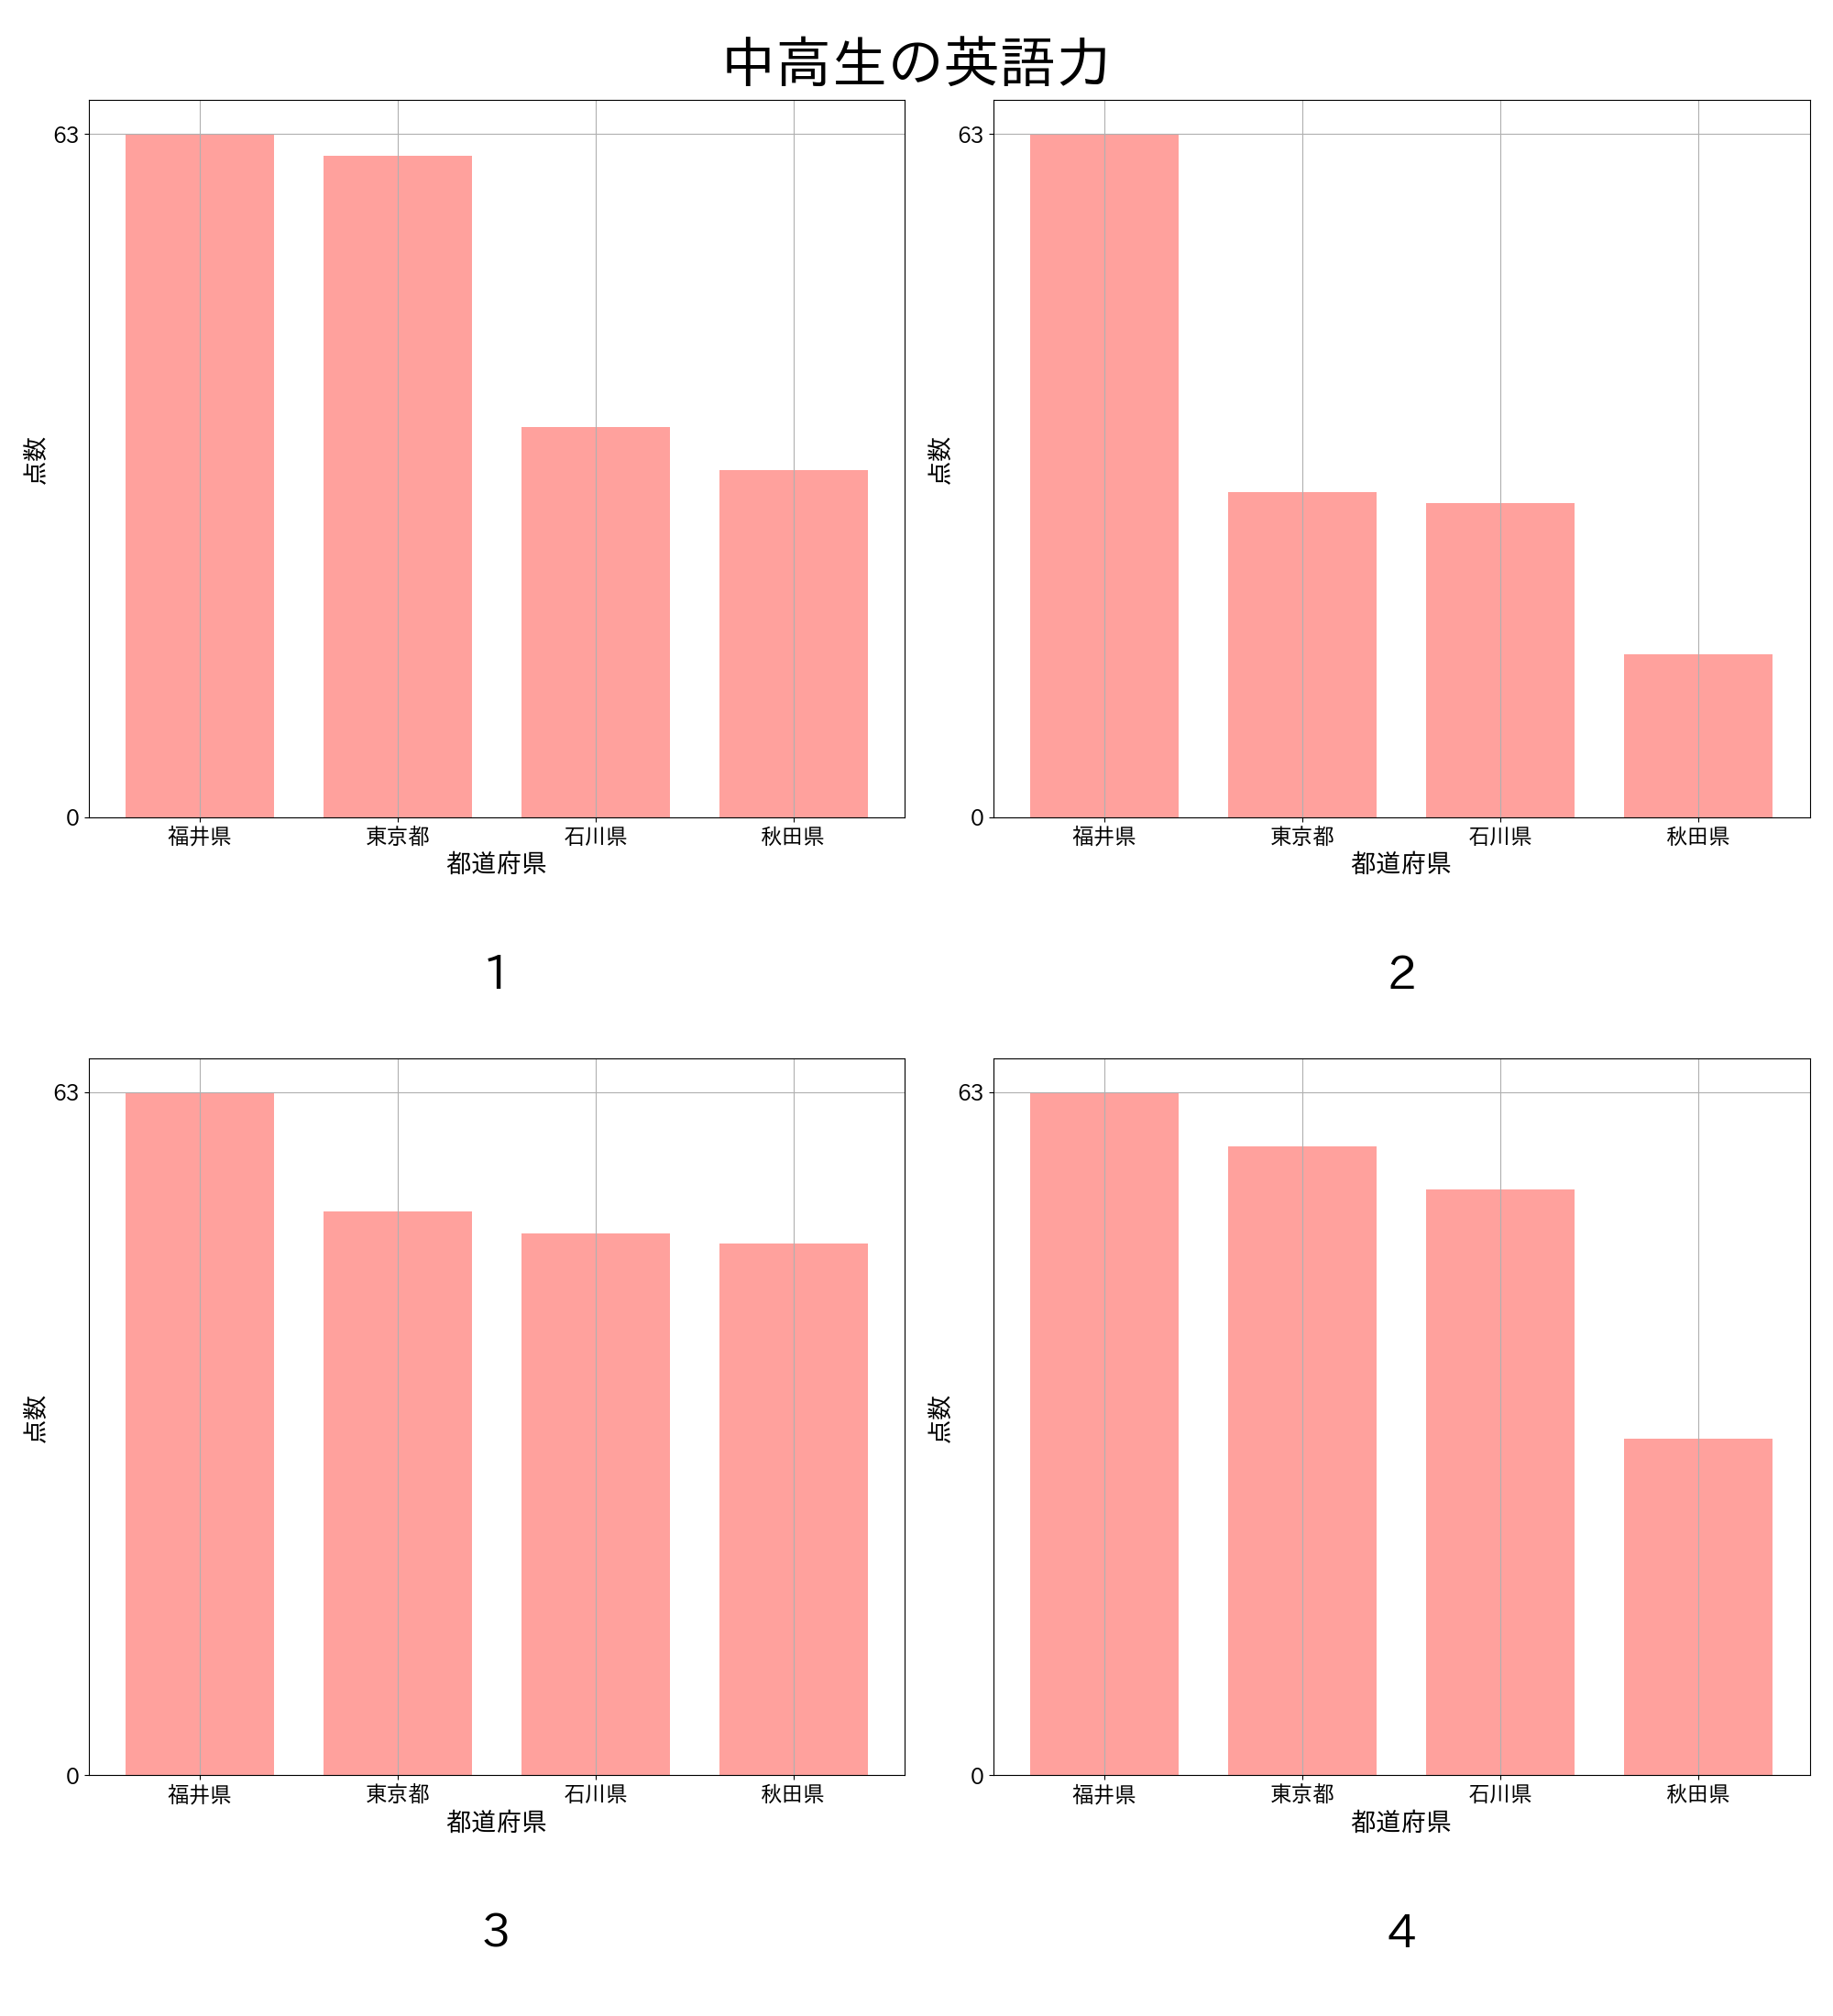 中高生の英語力
63
0
点数
福井県 東京都 石川県 秋田県
都道府県
1
63
0
点数
福井県 東京都 石川県 秋田県
都道府県
2
63
0
点数
福井県 東京都 石川県 秋田県
都道府県
3
63
0
点数
福井県 東京都 石川県 秋田県
都道府県
4